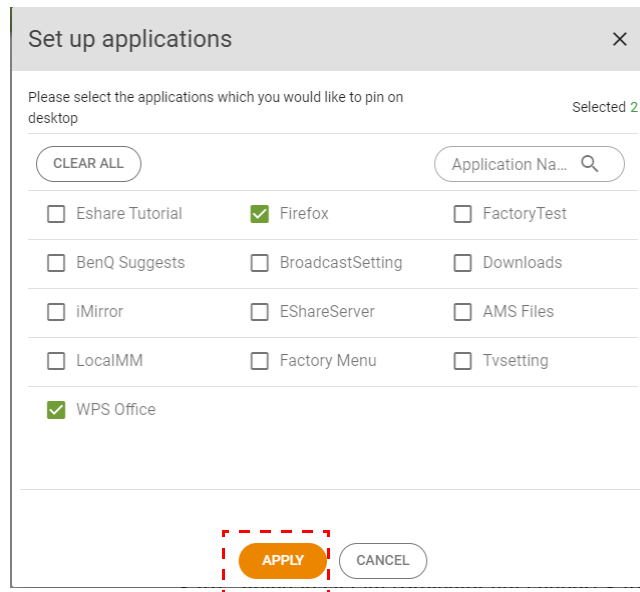 Set up applications
Please select the applications which you would like to pin on
desktop
Selected 2
CLEAR ALL
Application Na...
Eshare Tutorial
Firefox
FactoryTest
BenQ Suggests
BroadcastSetting
Downloads
iMirror
EShareServer
AMS Files
LocalMM
Factory Menu
Tvsetting
WPS Office
APPLY
CANCEL